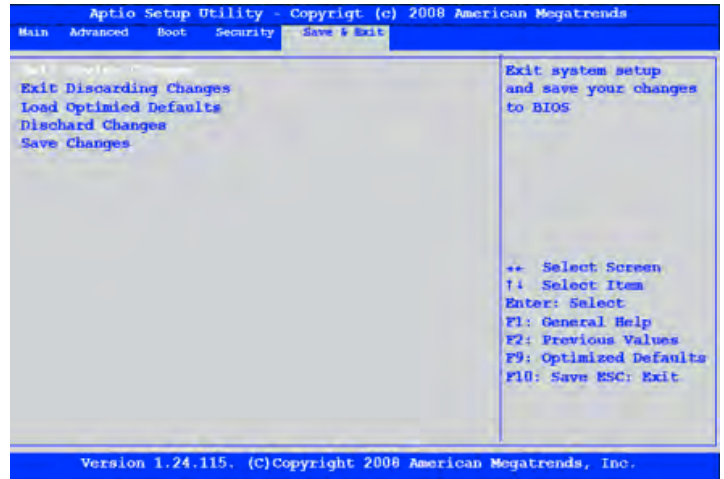 Aptio Setup Utility - Copyrigt (c) 2008 American Megatrends
Main Advanced Boot Security Save & Exit
Exit Discarding Changes
Load Optimied Defaults
Dischard Changes
Save Changes
Exit system setup
and save your changes
to BIOS
Select Screen
↑↓ Select Item
Enter: Select
F1: General Help
F2: Previous Values
F9: Optimized Defaults
F10: Save ESC: Exit
Version 1.24.115. (C)Copyright 2008 American Megatrends, Inc.